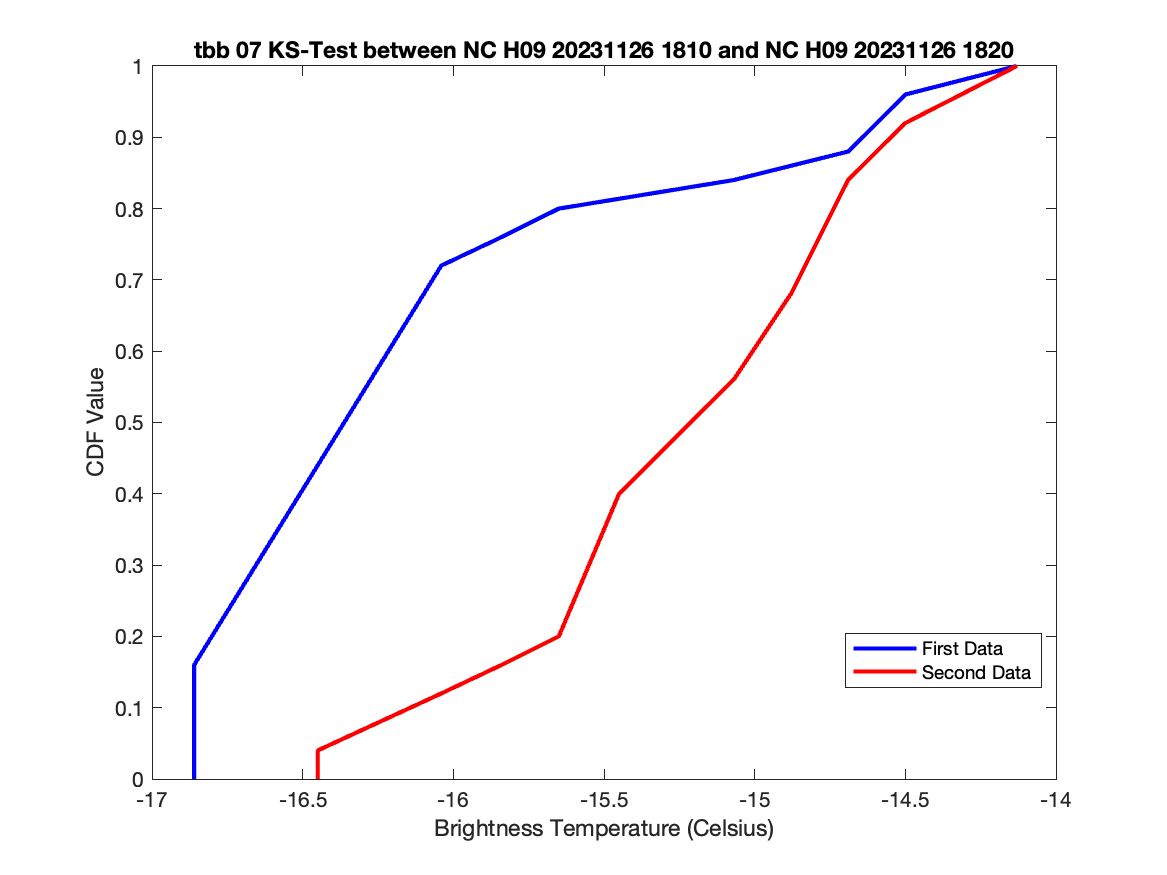 tbb 07 KS-Test between NC H09 20231126 1810 and NC H09 20231126 1820
1
0.9
0.8
0.7
0.6
0.5
0.4
0.3
0.2
0.1
0
CDF Value
First Data
Second Data
-17 -16.5 -16 -15.5 -15 -14.5 -14
Brightness Temperature (Celsius)